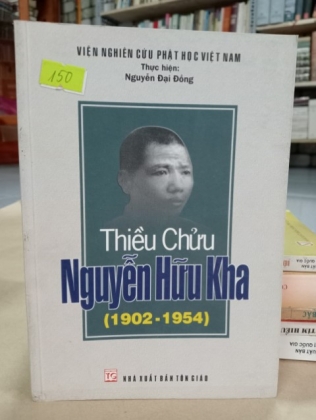 VIỆN NGHIÊN CỨU PHẬT HỌC VIỆT NAM
Thực hiện:
Nguyễn Đại Đồng
150
Thiều Chửu
Nguyễn Hữu Kha
(1902-1954)
NHÀ XUẤT BẢN TÔN GIÁO